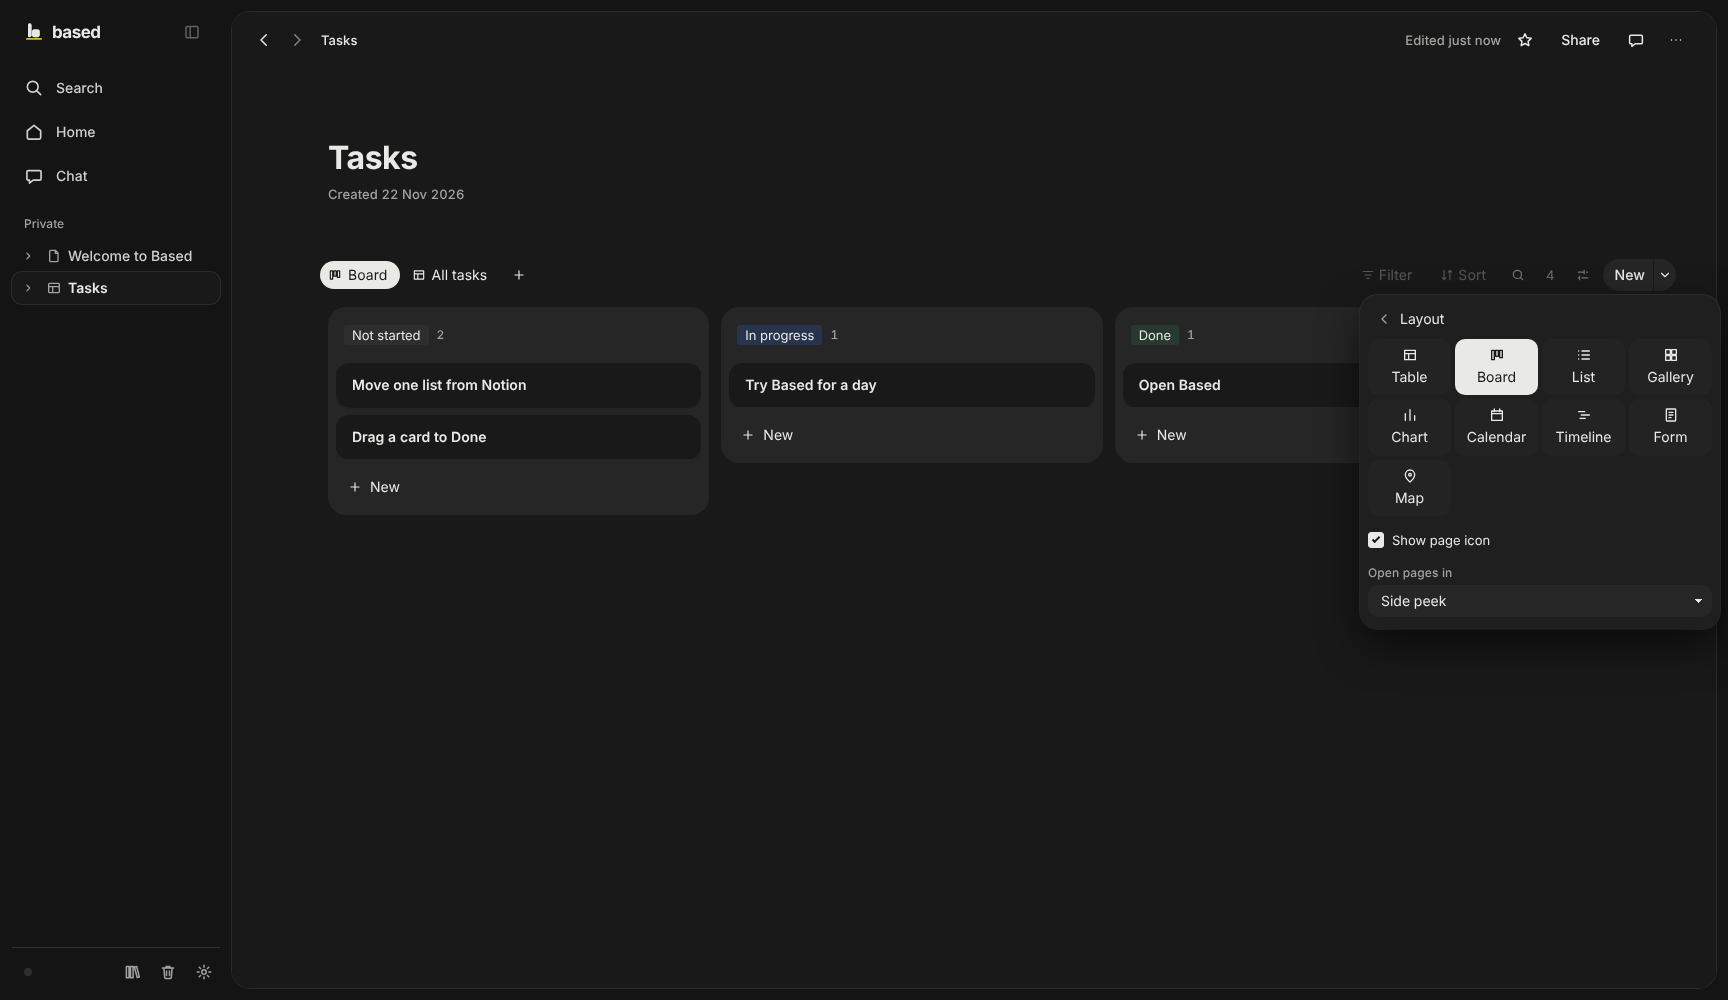 based
Search
Home
Chat
Private
Welcome to Based
Tasks
Tasks
Edited just now
Share
Tasks
Created 22 Nov 2026
Board
All tasks
Filter
Sort
4
New
Not started 2
Move one list from Notion
Drag a card to Done
New
In progress 1
Try Based for a day
New
Done 1
Open Based
New
Layout
Table
Board
List
Gallery
Chart
Calendar
Timeline
Form
Map
Show page icon
Open pages in
Side peek